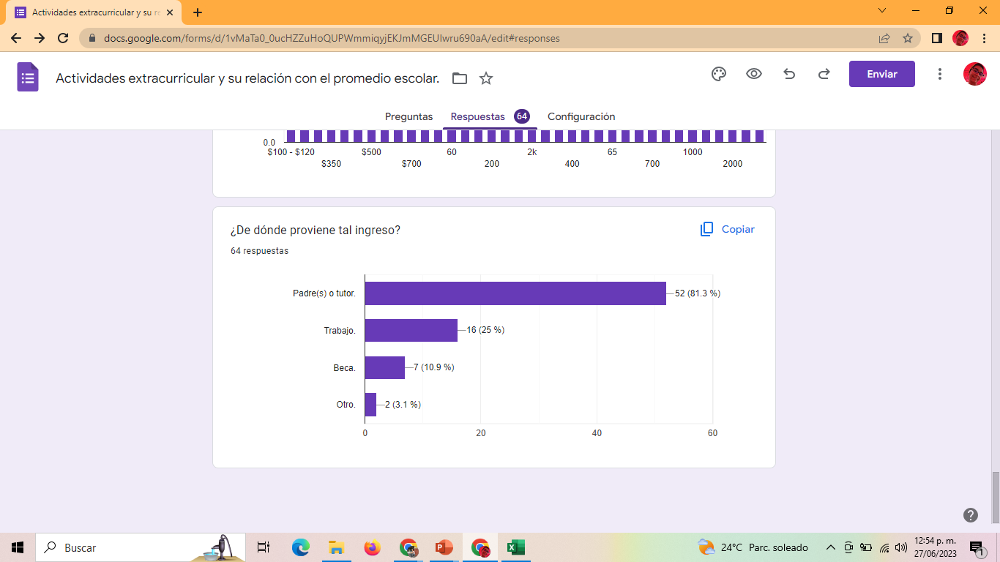 Actividades extracurricular y su re
docs.google.com/forms/d/1vMaTa0_0ucHZZuHoQUPWmmiqyjEKJmMGEUIwru690aA/edit#responses
Actividades extracurricular y su relación con el promedio escolar.
Enviar
Preguntas Respuestas 64 Configuración
0.0
$100 - $120 $500 60 2k 65 1000
$350 $700 200 400 700 2000
¿De dónde proviene tal ingreso?
Copiar
64 respuestas
Padre(s) o tutor. 52 (81.3 %)
Trabajo. 16 (25 %)
Beca. 7 (10.9 %)
Otro. 2 (3.1 %)
0 20 40 60
Buscar
24°C Parc. soleado
12:54 p. m.
27/06/2023
1